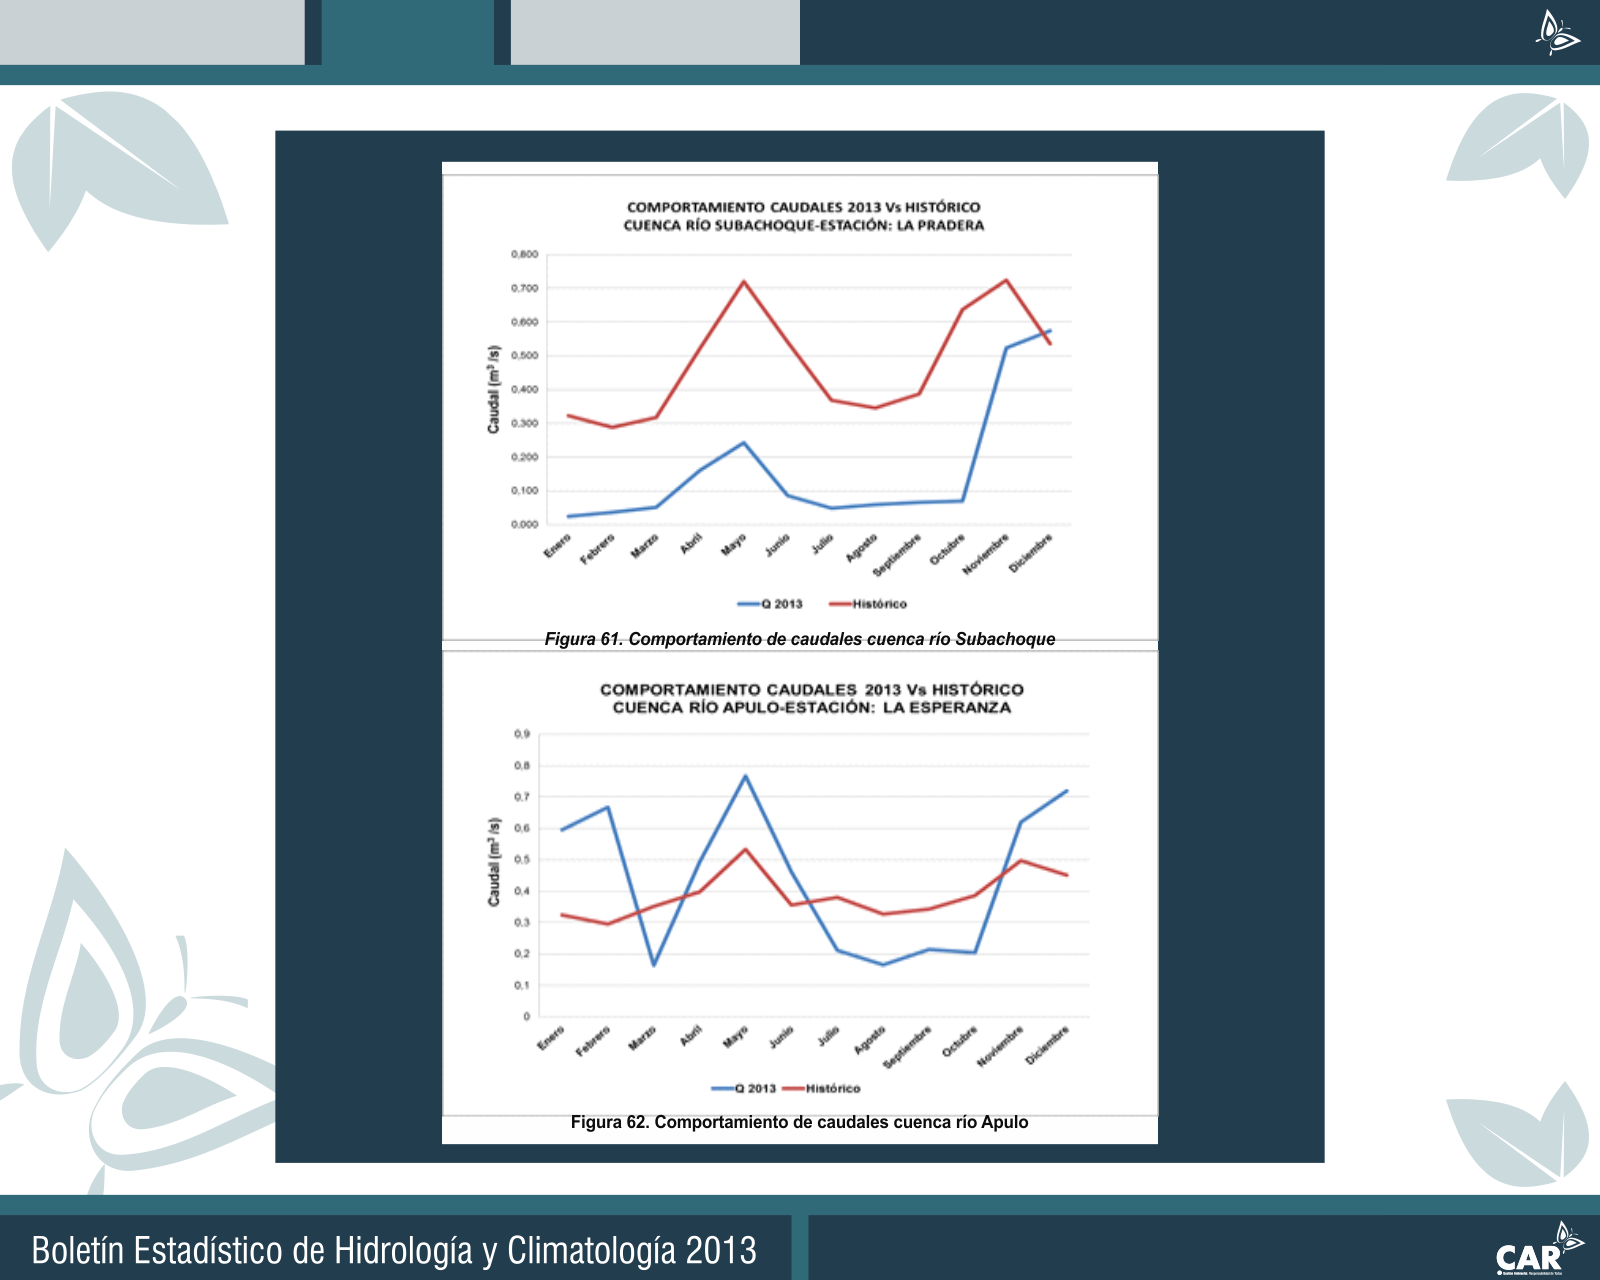 COMPORTAMIENTO CAUDALES 2013 Vs HISTÓRICO
CUENCA RÍO SUBACHOQUE-ESTACIÓN: LA PRADERA
Caudal (m³/s)
0,800
0,700
0,600
0,500
0,400
0,300
0,200
0,100
0,000
Enero
Febrero
Marzo
Abril
Mayo
Junio
Julio
Agosto
Septiembre
Octubre
Noviembre
Diciembre
Q 2013
Histórico
Figura 61. Comportamiento de caudales cuenca río Subachoque
COMPORTAMIENTO CAUDALES 2013 Vs HISTÓRICO
CUENCA RÍO APULO-ESTACIÓN: LA ESPERANZA
Caudal (m³/s)
0,9
0,8
0,7
0,6
0,5
0,4
0,3
0,2
0,1
0
Enero
Febrero
Marzo
Abril
Mayo
Junio
Julio
Agosto
Septiembre
Octubre
Noviembre
Diciembre
Q 2013
Histórico
Figura 62. Comportamiento de caudales cuenca río Apulo
Boletín Estadístico de Hidrología y Climatología 2013
CAR